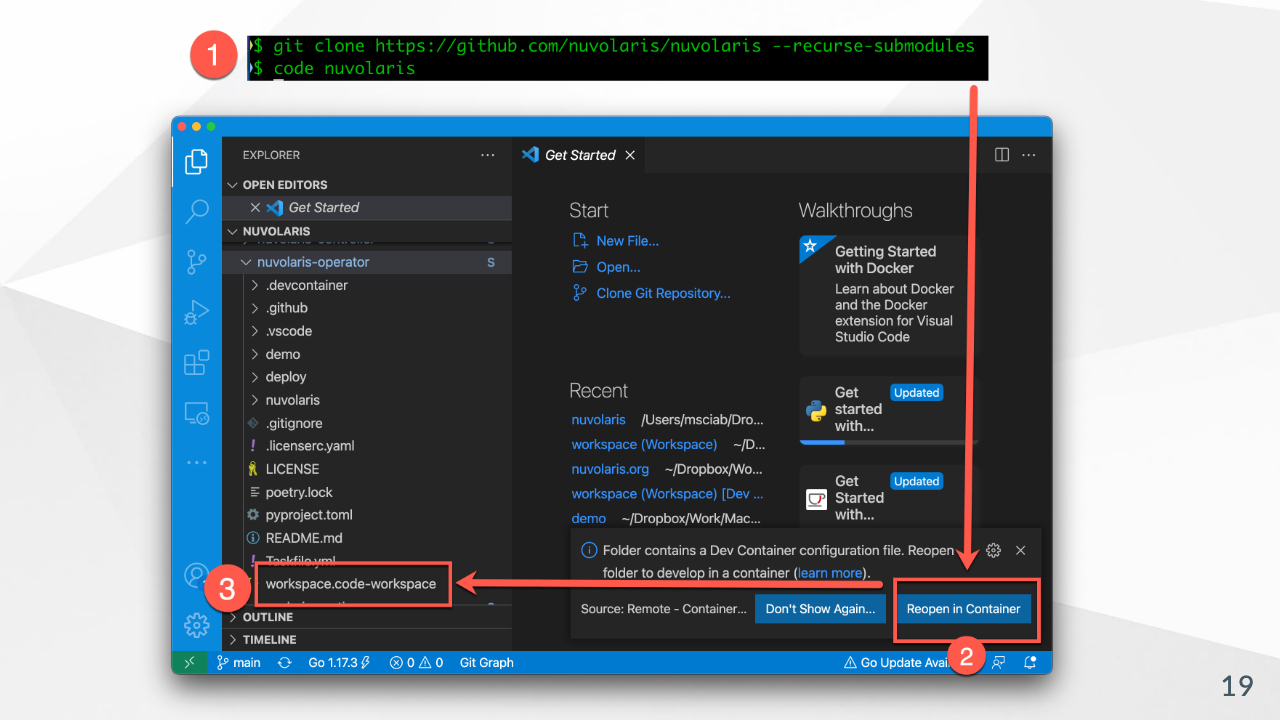 1
$ git clone https://github.com/nuvolaris/nuvolaris --recurse-submodules
$ code nuvolaris
EXPLORER
OPEN EDITORS
Get Started
NUVOLARIS
nuvolaris-operator S
.devcontainer
.github
.vscode
demo
deploy
nuvolaris
.gitignore
.licenserc.yaml
LICENSE
poetry.lock
pyproject.toml
README.md
Taskfile.yml
3
workspace.code-workspace
OUTLINE
TIMELINE
Get Started
Start
New File...
Open...
Clone Git Repository...
Recent
nuvolaris /Users/msciab/Dro...
workspace (Workspace) ~/D...
nuvolaris.org ~/Dropbox/Wo...
workspace (Workspace) [Dev ...
demo ~/Dropbox/Work/Mac...
Walkthroughs
Getting Started
with Docker
Learn about Docker
and the Docker
extension for Visual
Studio Code
Get Updated
started
with...
Get Updated
Started
with...
Folder contains a Dev Container configuration file. Reopen
folder to develop in a container (learn more).
Source: Remote - Container... Don't Show Again... Reopen in Container
main Go 1.17.3 0 0 Git Graph Go Update
2
19